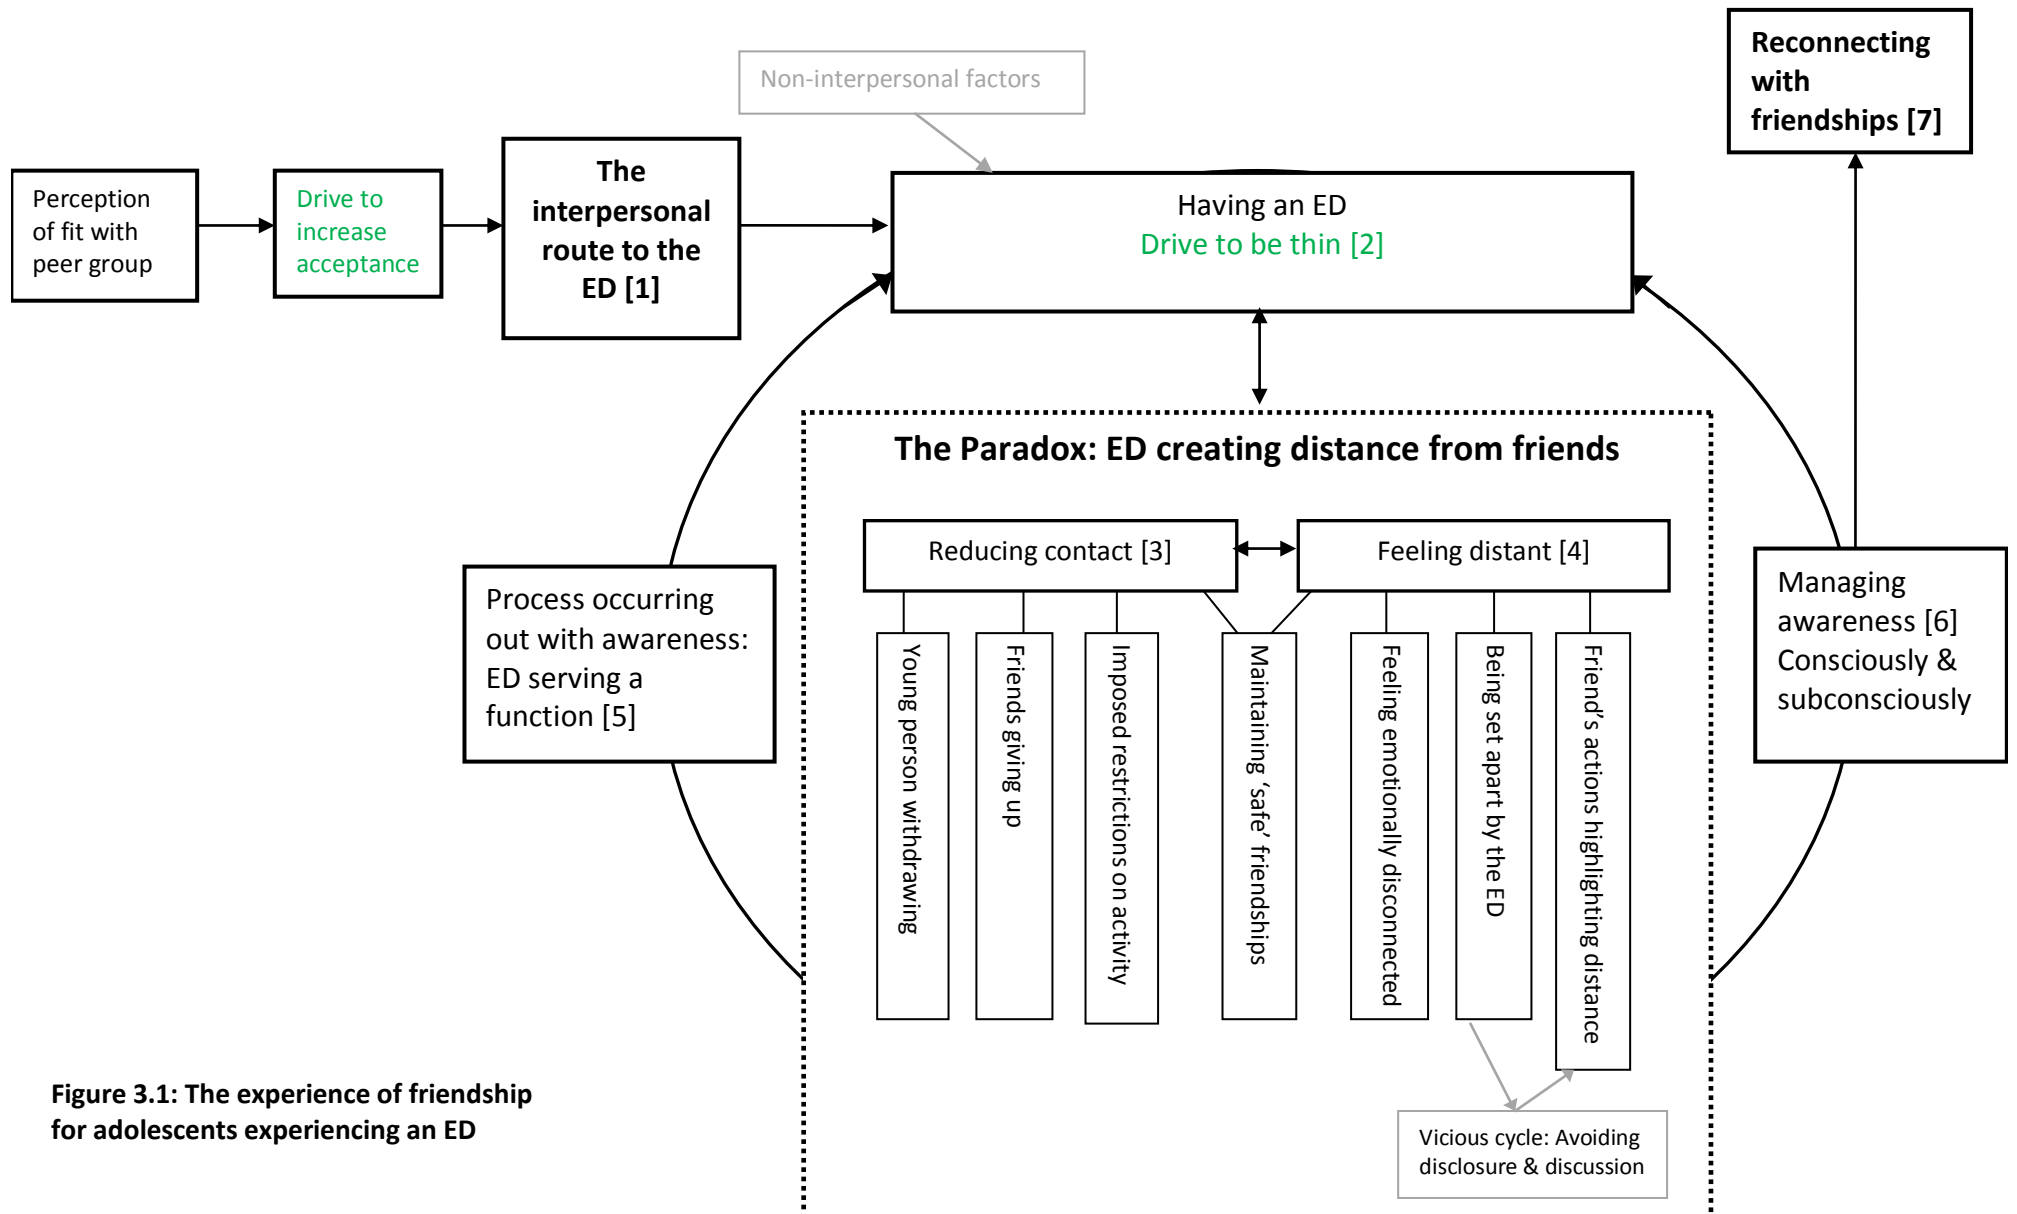 Non-interpersonal factors
Reconnecting
with
friendships [7]
Perception
of fit with
peer group
Drive to
increase
acceptance
The
interpersonal
route to the
ED [1]
Having an ED
Drive to be thin [2]
The Paradox: ED creating distance from friends
Reducing contact [3]
Feeling distant [4]
Process occurring
out with awareness:
ED serving a
function [5]
Managing
awareness [6]
Consciously &
subconsciously
Young person withdrawing
Friends giving up
Imposed restrictions on activity
Maintaining ‘safe’ friendships
Feeling emotionally disconnected
Being set apart by the ED
Friend’s actions highlighting distance
Vicious cycle: Avoiding
disclosure & discussion
Figure 3.1: The experience of friendship
for adolescents experiencing an ED